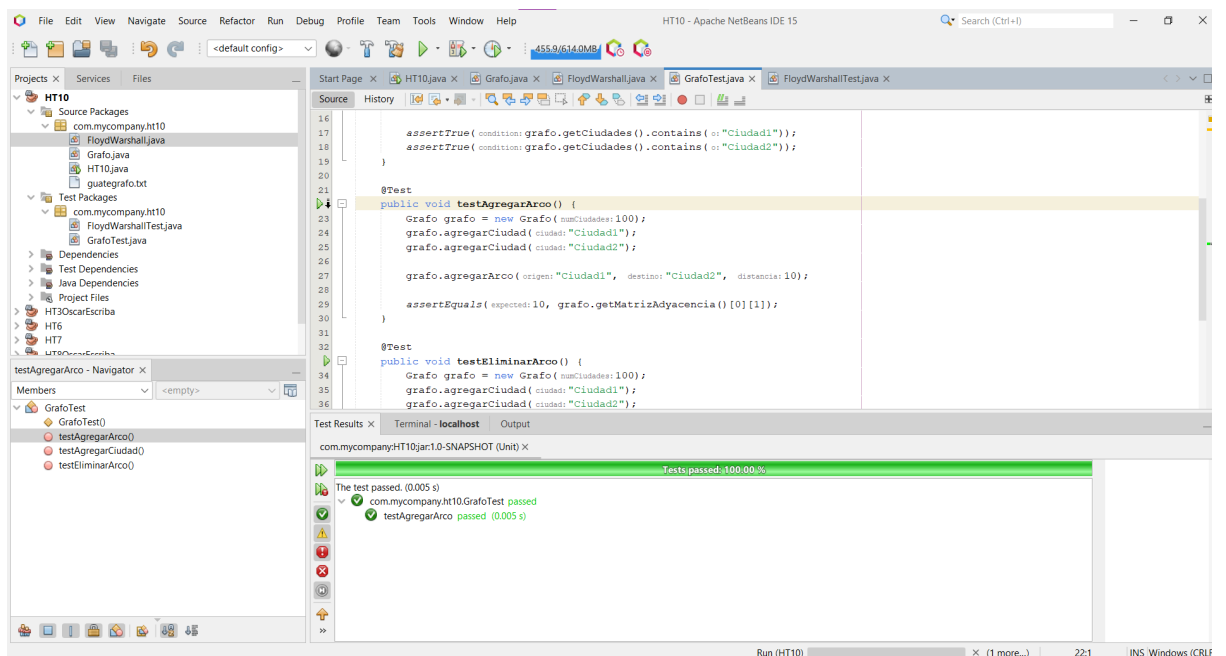 File Edit View Navigate Source Refactor Run Debug Profile Team Tools Window Help HT10 - Apache NetBeans IDE 15 Search (Ctrl+I)
<default config> 455.9/614.0MB
Projects Services Files
HT10
Source Packages
com.mycompany.ht10
FloydWarshall.java
Grafo.java
HT10.java
guategrafo.txt
Test Packages
com.mycompany.ht10
FloydWarshallTest.java
GrafoTest.java
Dependencies
Test Dependencies
Java Dependencies
Project Files
HT3OscarEscriba
HT6
HT7
HT8OscarEscriba
testAgregarArco - Navigator
Members <empty>
GrafoTest
GrafoTest()
testAgregarArco()
testAgregarCiudad()
testEliminarArco()
Start Page HT10.java Grafo.java FloydWarshall.java GrafoTest.java FloydWarshallTest.java
Source History
16
17 assertTrue( condition: grafo.getCiudades().contains( o: "Ciudad1"));
18 assertTrue( condition: grafo.getCiudades().contains( o: "Ciudad2"));
19 }
20
21 @Test
public void testAgregarArco() {
23 Grafo grafo = new Grafo( numCiudades: 100);
24 grafo.agregarCiudad( ciudad: "Ciudad1");
25 grafo.agregarCiudad( ciudad: "Ciudad2");
26
27 grafo.agregarArco( origen: "Ciudad1", destino: "Ciudad2", distancia: 10);
28
29 assertEquals( expected: 10, grafo.getMatrizAdyacencia()[0][1]);
30 }
31
32 @Test
public void testEliminarArco() {
34 Grafo grafo = new Grafo( numCiudades: 100);
35 grafo.agregarCiudad( ciudad: "Ciudad1");
36 grafo.agregarCiudad( ciudad: "Ciudad2");
Test Results Terminal - localhost Output
com.mycompany:HT10:jar:1.0-SNAPSHOT (Unit)
Tests passed: 100.00 %
The test passed. (0.005 s)
com.mycompany.ht10.GrafoTest passed
testAgregarArco passed (0.005 s)
Run (HT10) (1 more...) 22:1 INS Windows (CRLF